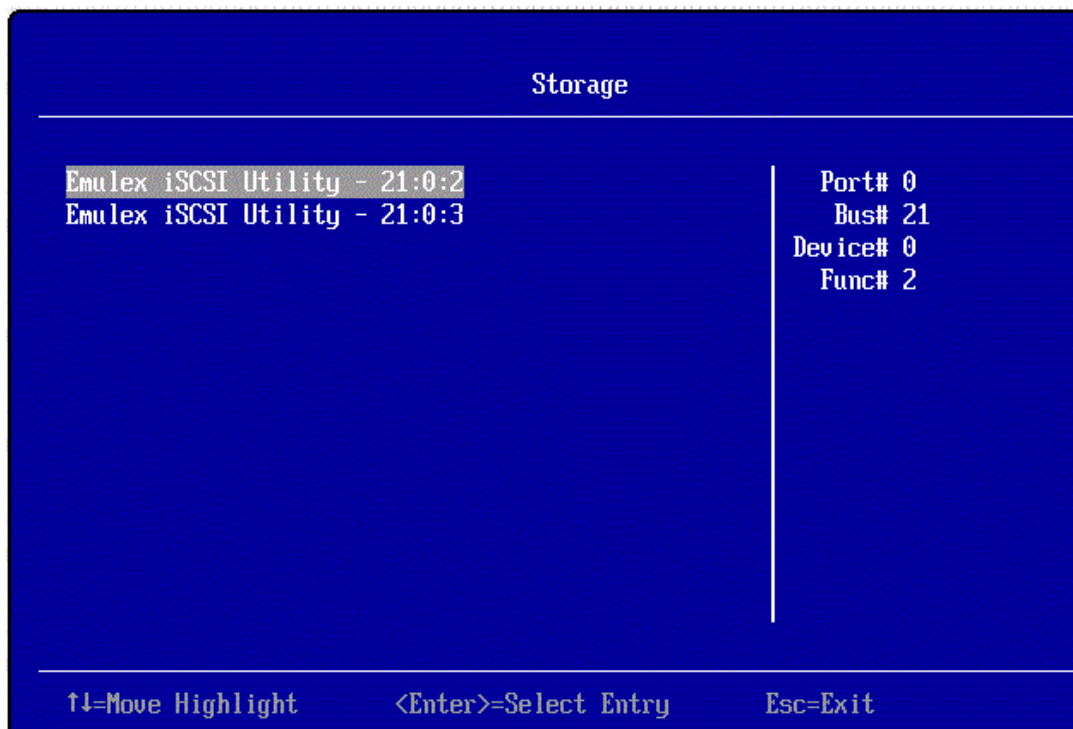 Storage
Emulex iSCSI Utility - 21:0:2
Emulex iSCSI Utility - 21:0:3
Port# 0
Bus# 21
Device# 0
Func# 2
↑↓=Move Highlight <Enter>=Select Entry Esc=Exit